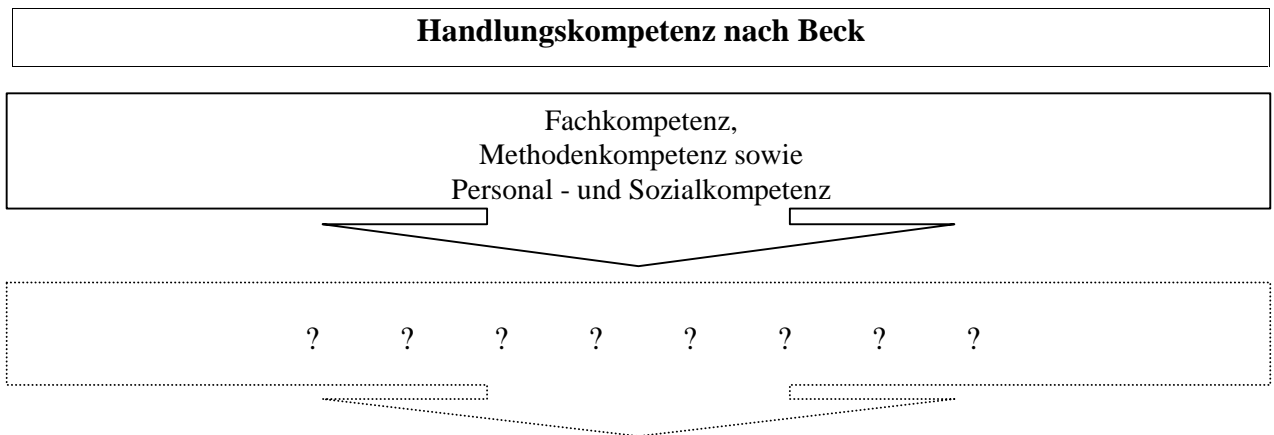 Handlungskompetenz nach Beck
Fachkompetenz,
Methodenkompetenz sowie
Personal - und Sozialkompetenz
? ? ? ? ? ? ? ?